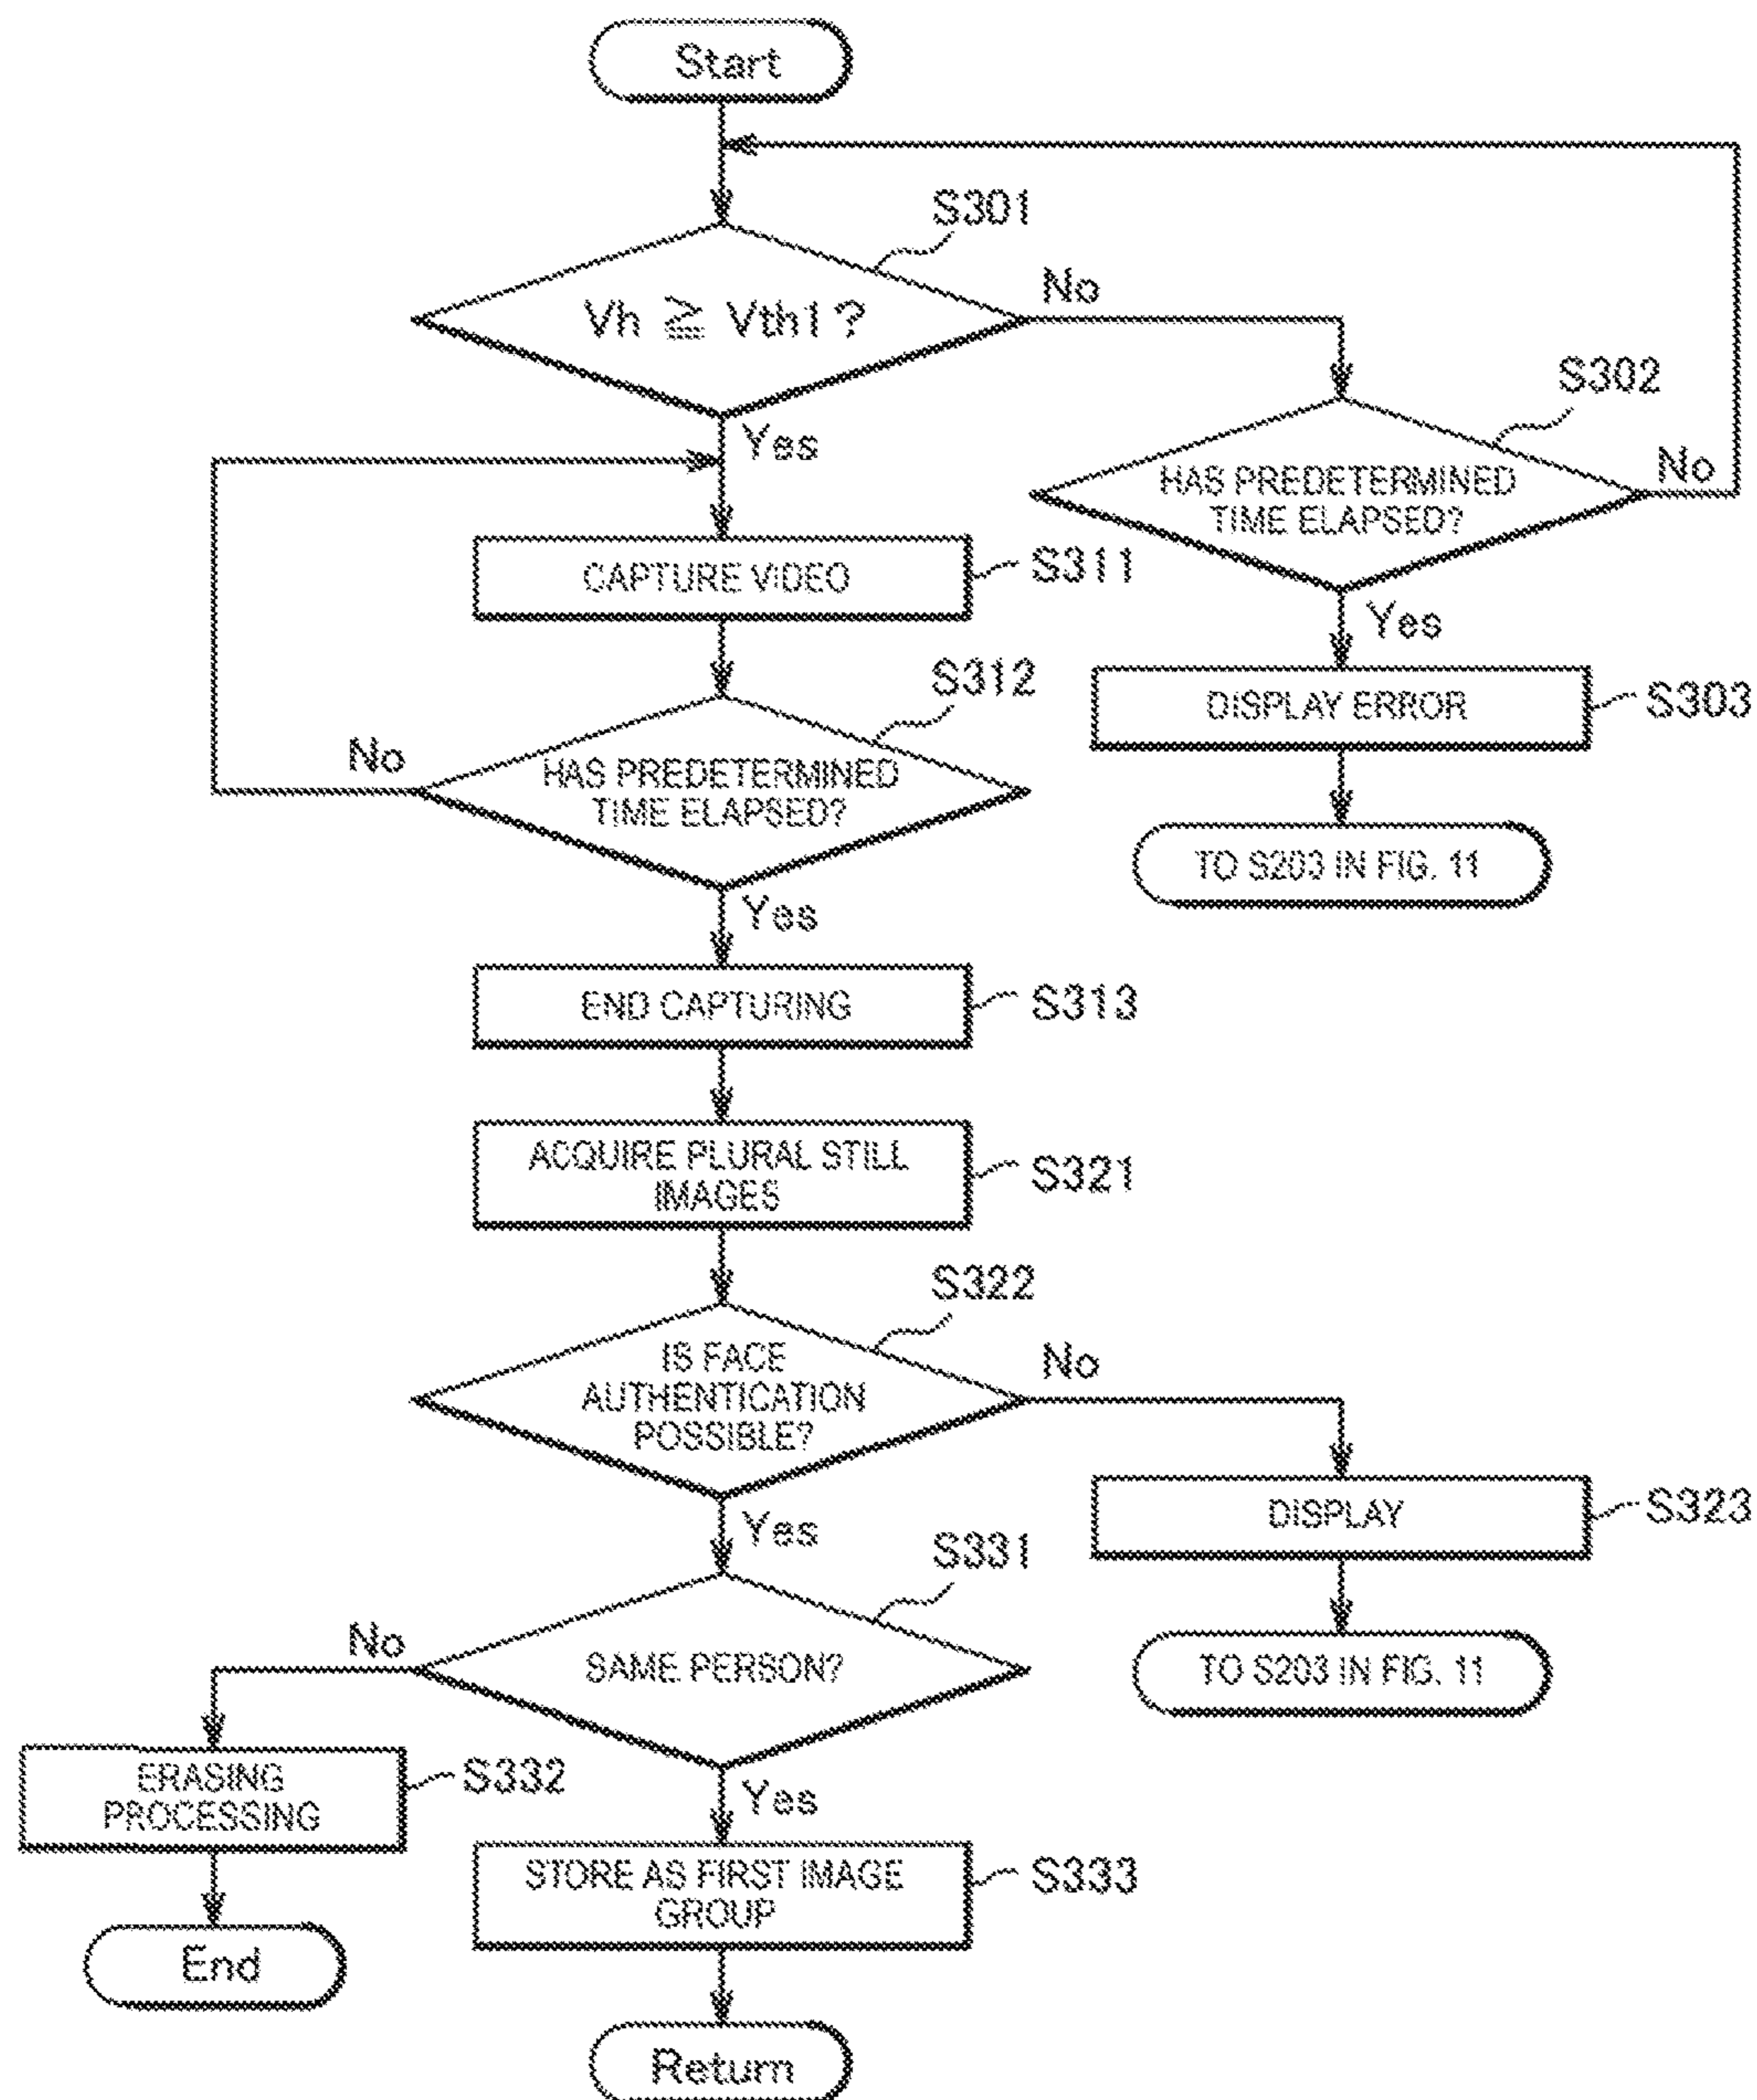 Start
S301
Vh ≧ Vth1 ?
No
Yes
S302
HAS PREDETERMINED
TIME ELAPSED?
No
Yes
CAPTURE VIDEO
S311
DISPLAY ERROR
S303
S312
HAS PREDETERMINED
TIME ELAPSED?
No
Yes
TO S203 IN FIG. 11
END CAPTURING
S313
ACQUIRE PLURAL STILL
IMAGES
S321
S322
IS FACE
AUTHENTICATION
POSSIBLE?
No
Yes
DISPLAY
S323
TO S203 IN FIG. 11
S331
SAME PERSON?
No
Yes
ERASING
PROCESSING
S332
End
STORE AS FIRST IMAGE
GROUP
S333
Return